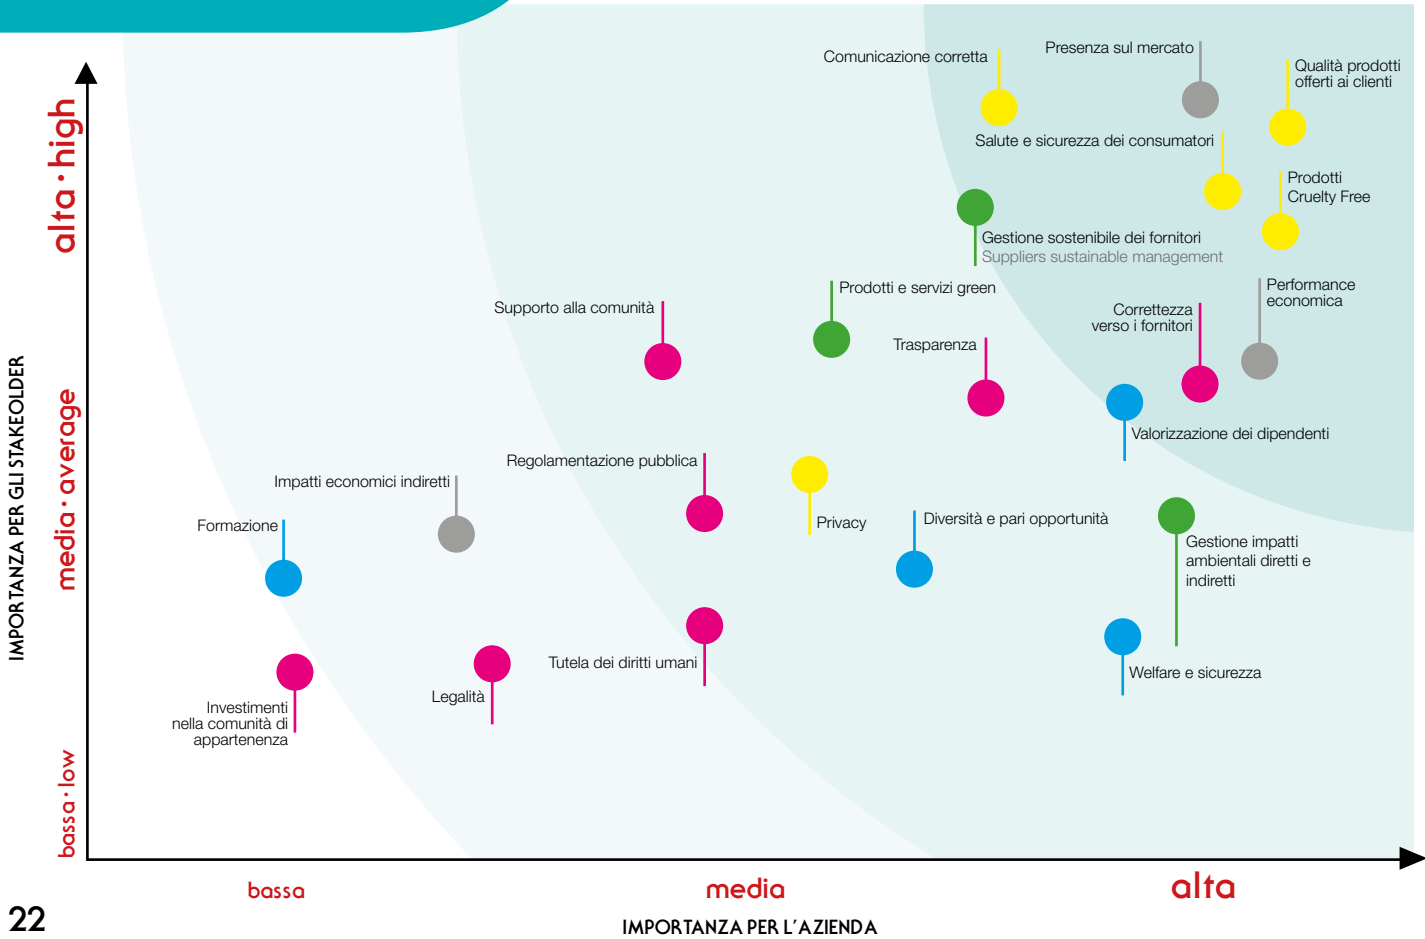 Comunicazione corretta
Presenza sul mercato
Qualità prodotti
offerti ai clienti
Salute e sicurezza dei consumatori
Prodotti
Cruelty Free
Gestione sostenibile dei fornitori
Suppliers sustainable management
Prodotti e servizi green
Performance
economica
Supporto alla comunità
Correttezza
verso i fornitori
Trasparenza
Valorizzazione dei dipendenti
Regolamentazione pubblica
Impatti economici indiretti
Privacy
Diversità e pari opportunità
Formazione
Gestione impatti
ambientali diretti e
indiretti
Tutela dei diritti umani
Welfare e sicurezza
Legalità
Investimenti
nella comunità di
appartenenza
IMPORTANZA PER GLI STAKEOLDER
alta · high
media · average
bassa · low
bassa
media
alta
IMPORTANZA PER L'AZIENDA
22